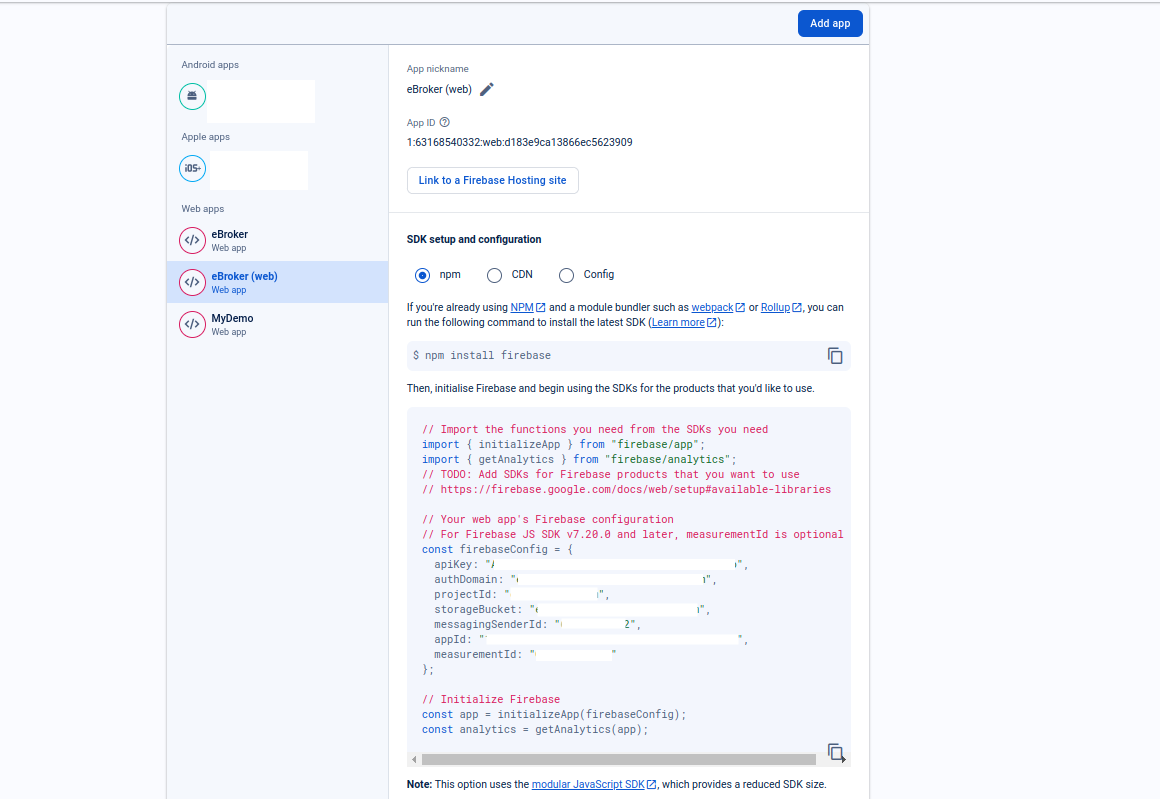 Add app
Android apps
Apple apps
iOS+
Web apps
eBroker
Web app
eBroker (web)
Web app
MyDemo
Web app
App nickname
eBroker (web)
App ID
1:63168540332:web:d183e9ca13866ec5623909
Link to a Firebase Hosting site
SDK setup and configuration
npm CDN Config
If you're already using NPM and a module bundler such as webpack or Rollup, you can
run the following command to install the latest SDK (Learn more):
$ npm install firebase
Then, initialise Firebase and begin using the SDKs for the products that you'd like to use.
// Import the functions you need from the SDKs you need
import { initializeApp } from "firebase/app";
import { getAnalytics } from "firebase/analytics";
// TODO: Add SDKs for Firebase products that you want to use
// https://firebase.google.com/docs/web/setup#available-libraries
// Your web app's Firebase configuration
// For Firebase JS SDK v7.20.0 and later, measurementId is optional
const firebaseConfig = {
apiKey: "",
authDomain: "",
projectId: "",
storageBucket: "",
messagingSenderId: "2",
appId: "",
measurementId: ""
};
// Initialize Firebase
const app = initializeApp(firebaseConfig);
const analytics = getAnalytics(app);
Note: This option uses the modular JavaScript SDK, which provides a reduced SDK size.